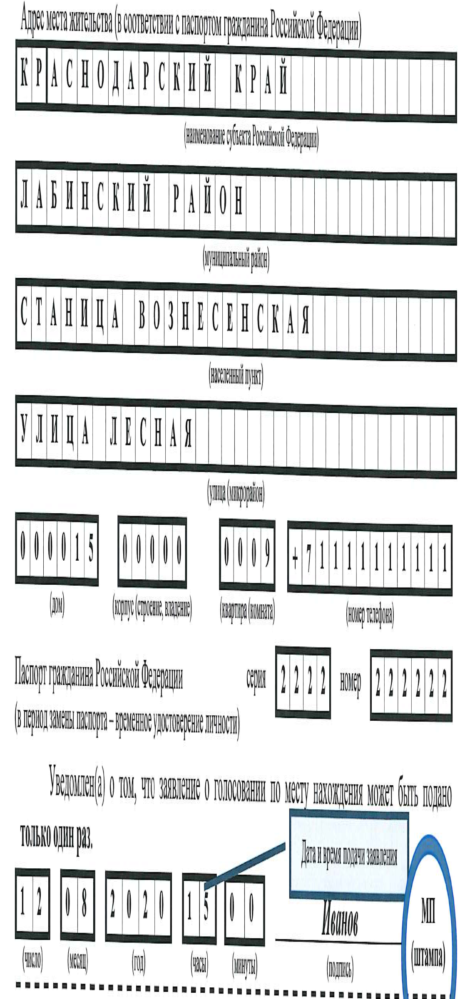 Адрес места жительства (в соответствии с паспортом гражданина Российской Федерации)
КРАСНОДАРСКИЙ КРАЙ
(наименование субъекта Российской Федерации)
ЛАБИНСКИЙ РАЙОН
(муниципальный район)
СТАНИЦА ВОЗНЕСЕНСКАЯ
(населенный пункт)
УЛИЦА ЛЕСНАЯ
(улица (микрорайон)
000015 00000 0009 +71111111111
(дом) (корпус (строение, владение) (квартира (комната) (номер телефона)
Паспорт гражданина Российской Федерации серия 2222 номер 222222
(в период замены паспорта – временное удостоверение личности)
Уведомлен(а) о том, что заявление о голосовании по месту нахождения может быть подано
только один раз.
Дата и время подачи заявления
12 08 2020 15 00 Иванов МП
(число) (месяц) (год) (часы) (минуты) (подпись) (штампа)